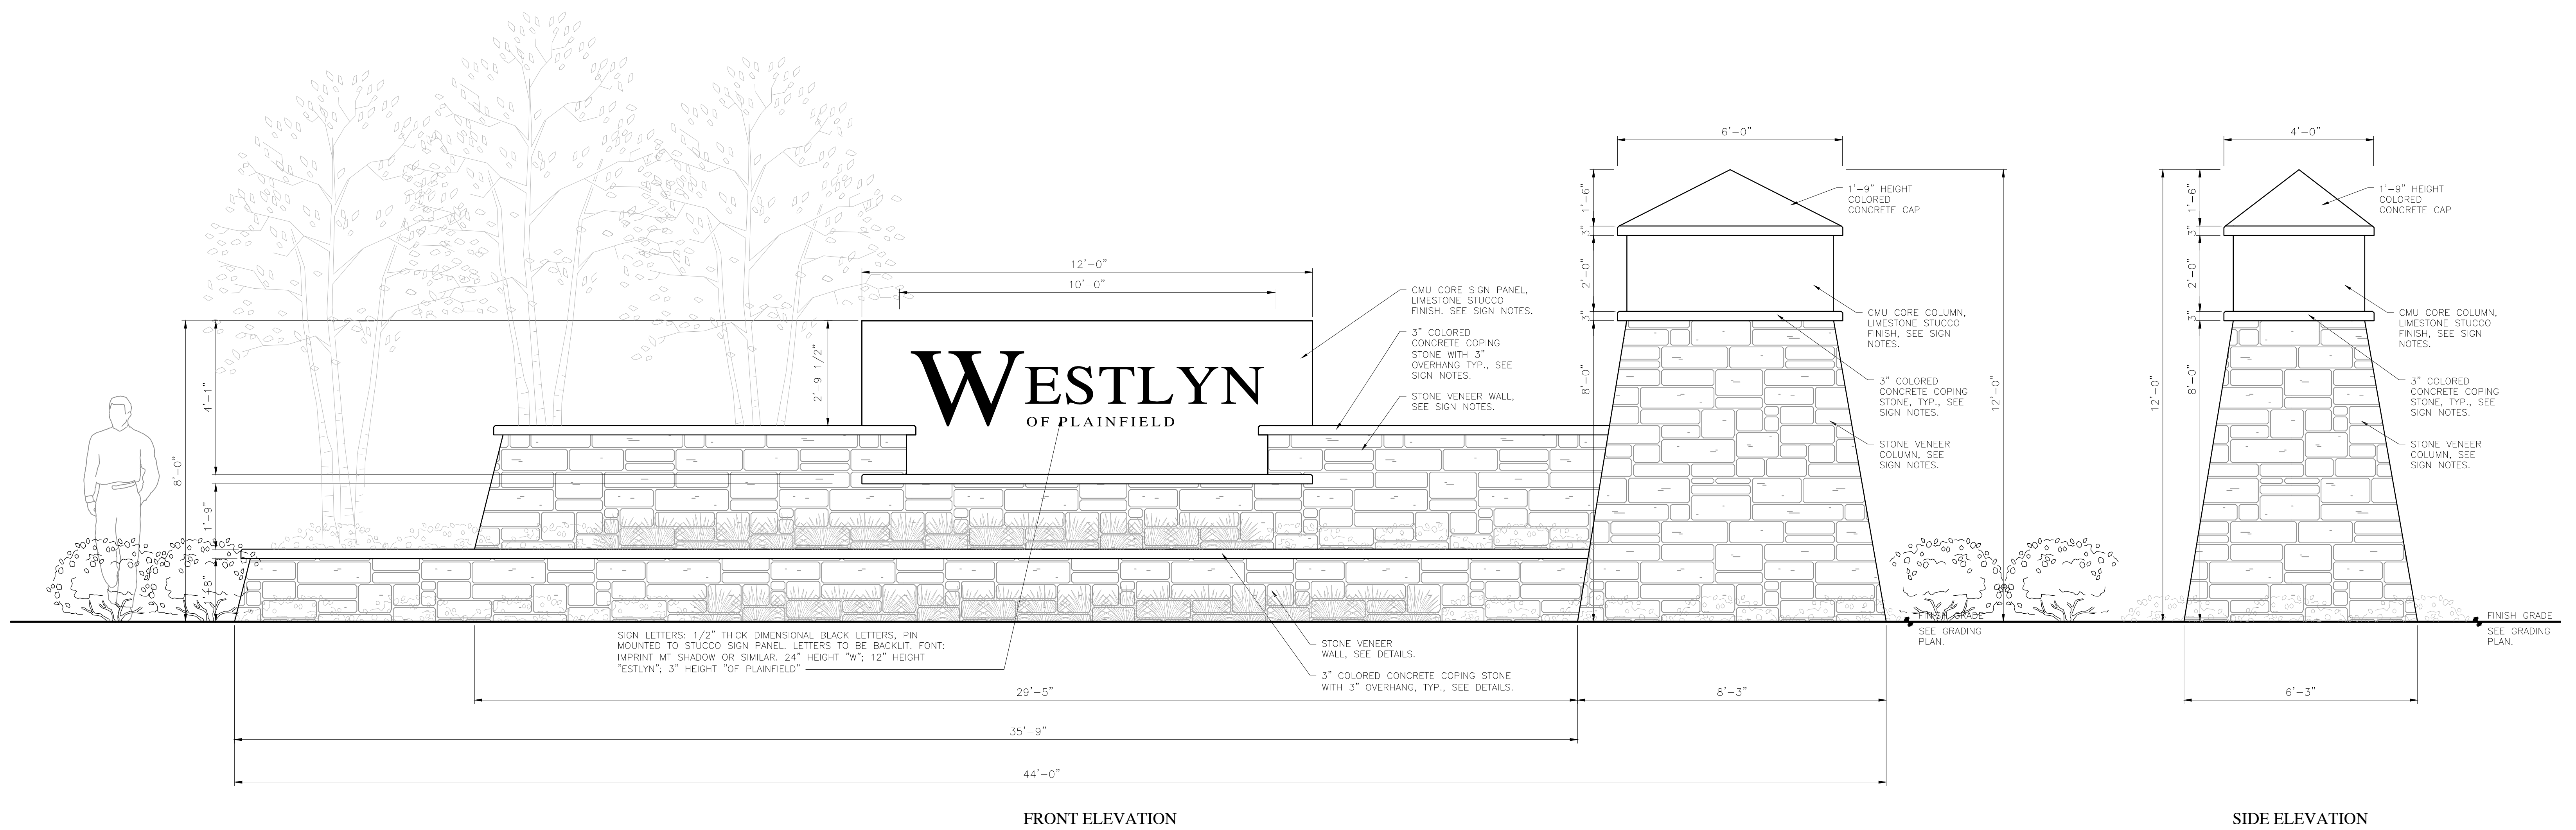 6'-0"
4'-0"
1'-6"
3"
2'-0"
3"
8'-0"
12'-0"
1'-9" HEIGHT
COLORED
CONCRETE CAP
12'-0"
1'-6"
3"
2'-0"
3"
8'-0"
1'-9" HEIGHT
COLORED
CONCRETE CAP
12'-0"
10'-0"
CMU CORE SIGN PANEL,
LIMESTONE STUCCO
FINISH. SEE SIGN NOTES.
3" COLORED
CONCRETE COPING
STONE WITH 3"
OVERHANG TYP., SEE
SIGN NOTES.
STONE VENEER WALL,
SEE SIGN NOTES.
CMU CORE COLUMN,
LIMESTONE STUCCO
FINISH, SEE SIGN
NOTES.
3" COLORED
CONCRETE COPING
STONE, TYP., SEE
SIGN NOTES.
STONE VENEER
COLUMN, SEE
SIGN NOTES.
CMU CORE COLUMN,
LIMESTONE STUCCO
FINISH, SEE SIGN
NOTES.
3" COLORED
CONCRETE COPING
STONE, TYP., SEE
SIGN NOTES.
STONE VENEER
COLUMN, SEE
SIGN NOTES.
8'-0"
4'-1"
1'-9"
2'-9 1/2"
WESTLYN
OF PLAINFIELD
FINISH GRADE
SEE GRADING
PLAN.
FINISH GRADE
SEE GRADING
PLAN.
SIGN LETTERS: 1/2" THICK DIMENSIONAL BLACK LETTERS, PIN
MOUNTED TO STUCCO SIGN PANEL. LETTERS TO BE BACKLIT. FONT:
IMPRINT MT SHADOW OR SIMILAR. 24" HEIGHT "W"; 12" HEIGHT
"ESTLYN"; 3" HEIGHT "OF PLAINFIELD"
STONE VENEER
WALL, SEE DETAILS.
3" COLORED CONCRETE COPING STONE
WITH 3" OVERHANG, TYP., SEE DETAILS.
29'-5"
8'-3"
6'-3"
35'-9"
44'-0"
FRONT ELEVATION
SIDE ELEVATION